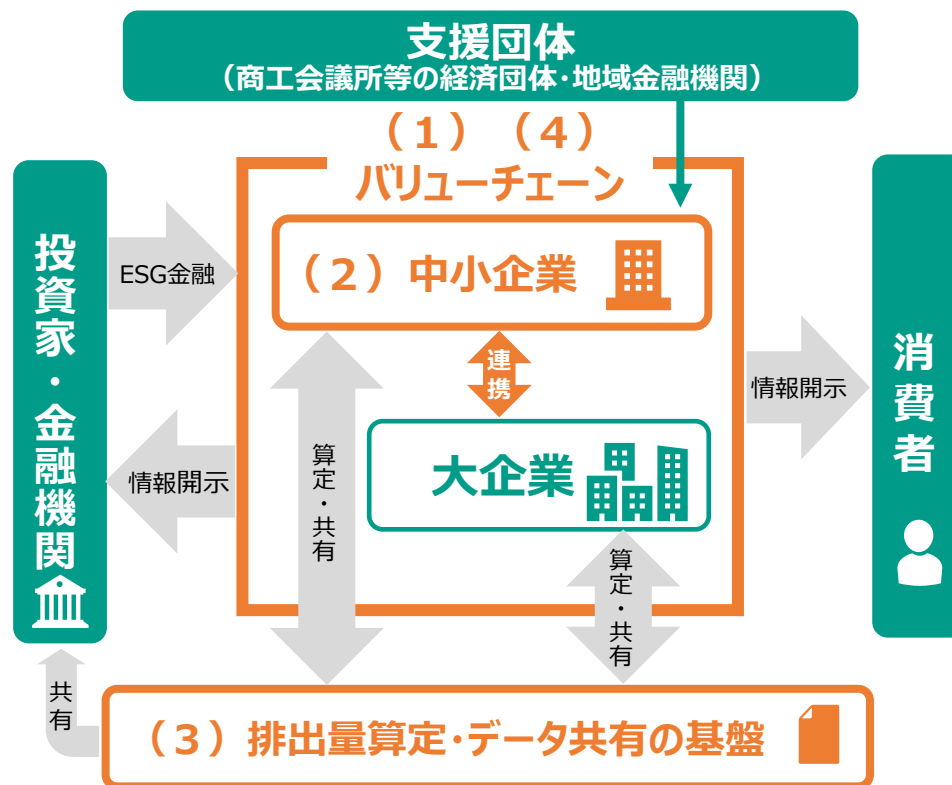 支援団体
（商工会議所等の経済団体・地域金融機関）
（１）（４）
バリューチェーン
投資家・金融機関
ESG金融
（２）中小企業
連携
情報開示
消費者
大企業
情報開示
算定・共有
算定・共有
共有
（３）排出量算定・データ共有の基盤